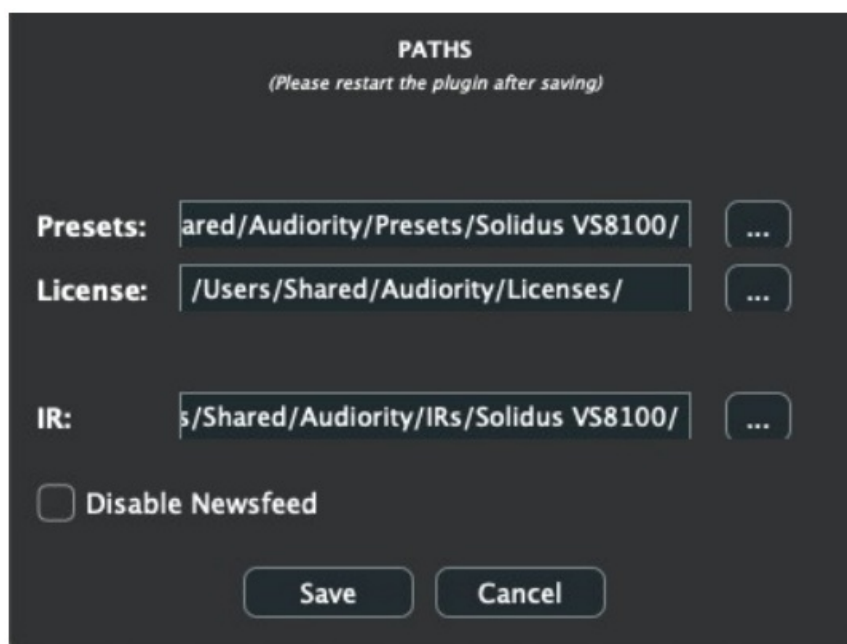 PATHS
(Please restart the plugin after saving)
Presets: ared/Audiority/Presets/Solidus VS8100/ ...
License: /Users/Shared/Audiority/Licenses/ ...
IR: s/Shared/Audiority/IRs/Solidus VS8100/ ...
Disable Newsfeed
Save Cancel